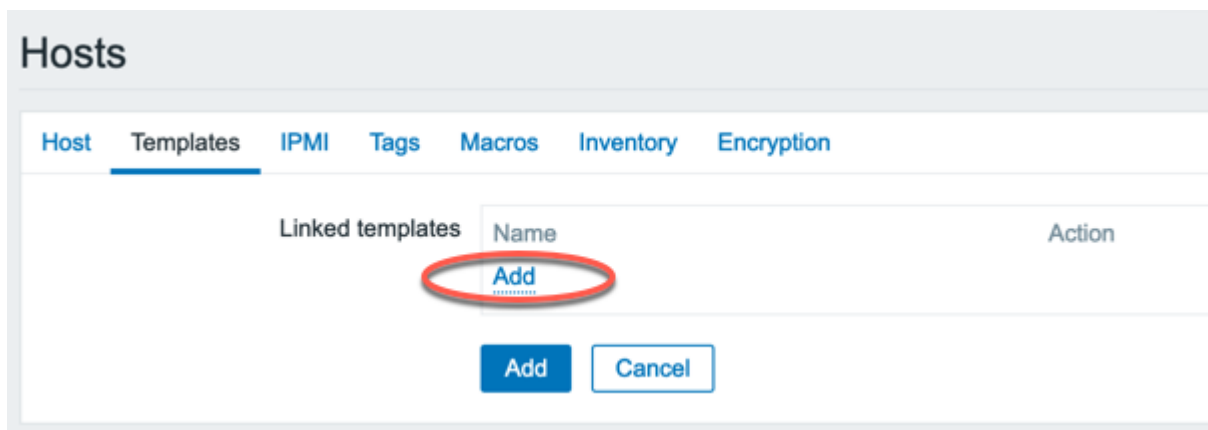 Hosts
Host Templates IPMI Tags Macros Inventory Encryption
Linked templates Name Action
Add
Add Cancel